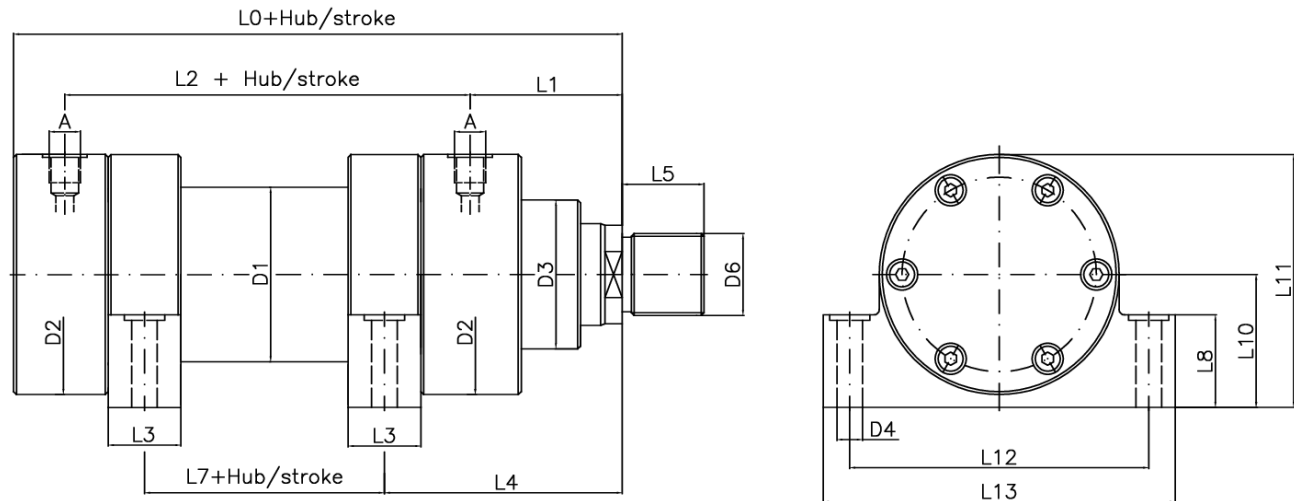 L0+Hub/stroke
L2 + Hub/stroke
L1
A
A
L5
D1
D3
D6
D2
D2
L11
L10
L8
L3
L3
D4
L12
L7+Hub/stroke
L4
L13